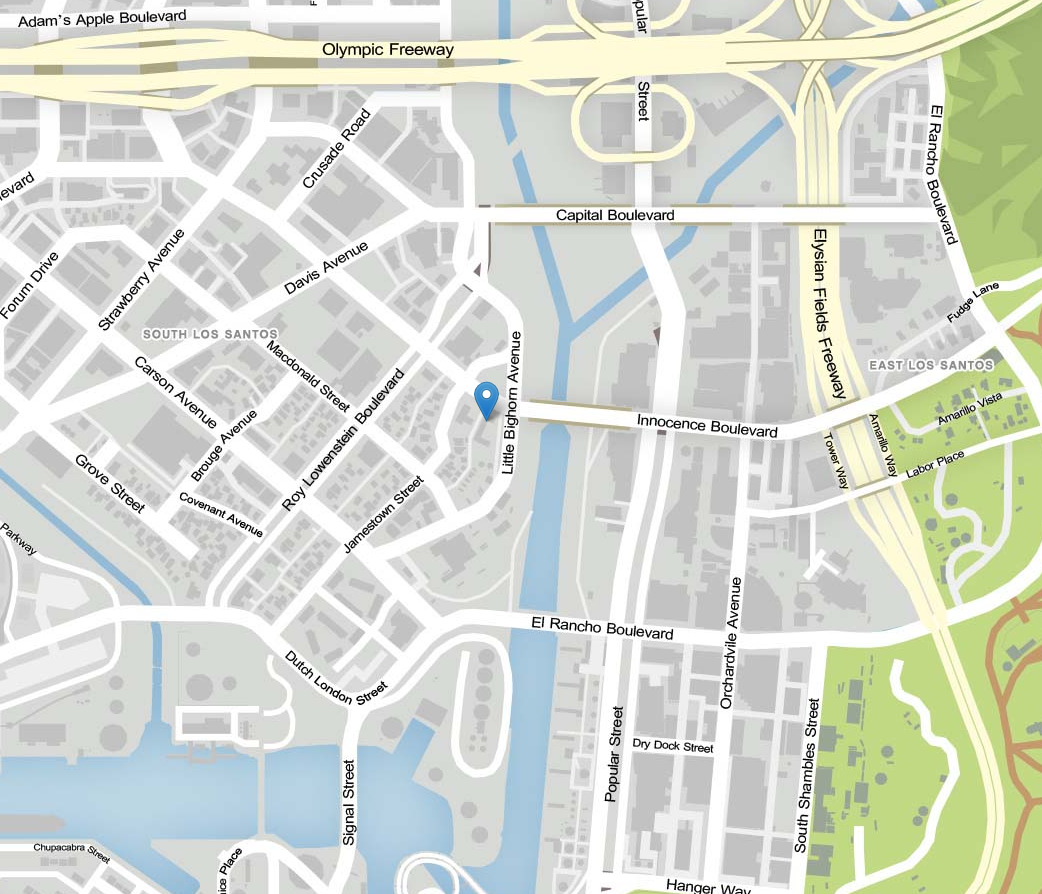 Adam's Apple Boulevard
Olympic Freeway
Street
Crusade Road
El Rancho Boulevard
Capital Boulevard
Strawberry Avenue
Forum Drive
Davis Avenue
Elysian Fields Freeway
Fudge Lane
SOUTH LOS SANTOS
Macdonald Street
Carson Avenue
EAST LOS SANTOS
Little Bighorn Avenue
Roy Lowenstein Boulevard
Brouge Avenue
Innocence Boulevard
Amarillo Vista
Amarillo Way
Tower Way
Labor Place
Grove Street
Covenant Avenue
Jamestown Street
Parkway
El Rancho Boulevard
Orchardvile Avenue
Dutch London Street
Popular Street
Dry Dock Street
South Shambles Street
Signal Street
Chupacabra Street
Place
Hanger Way